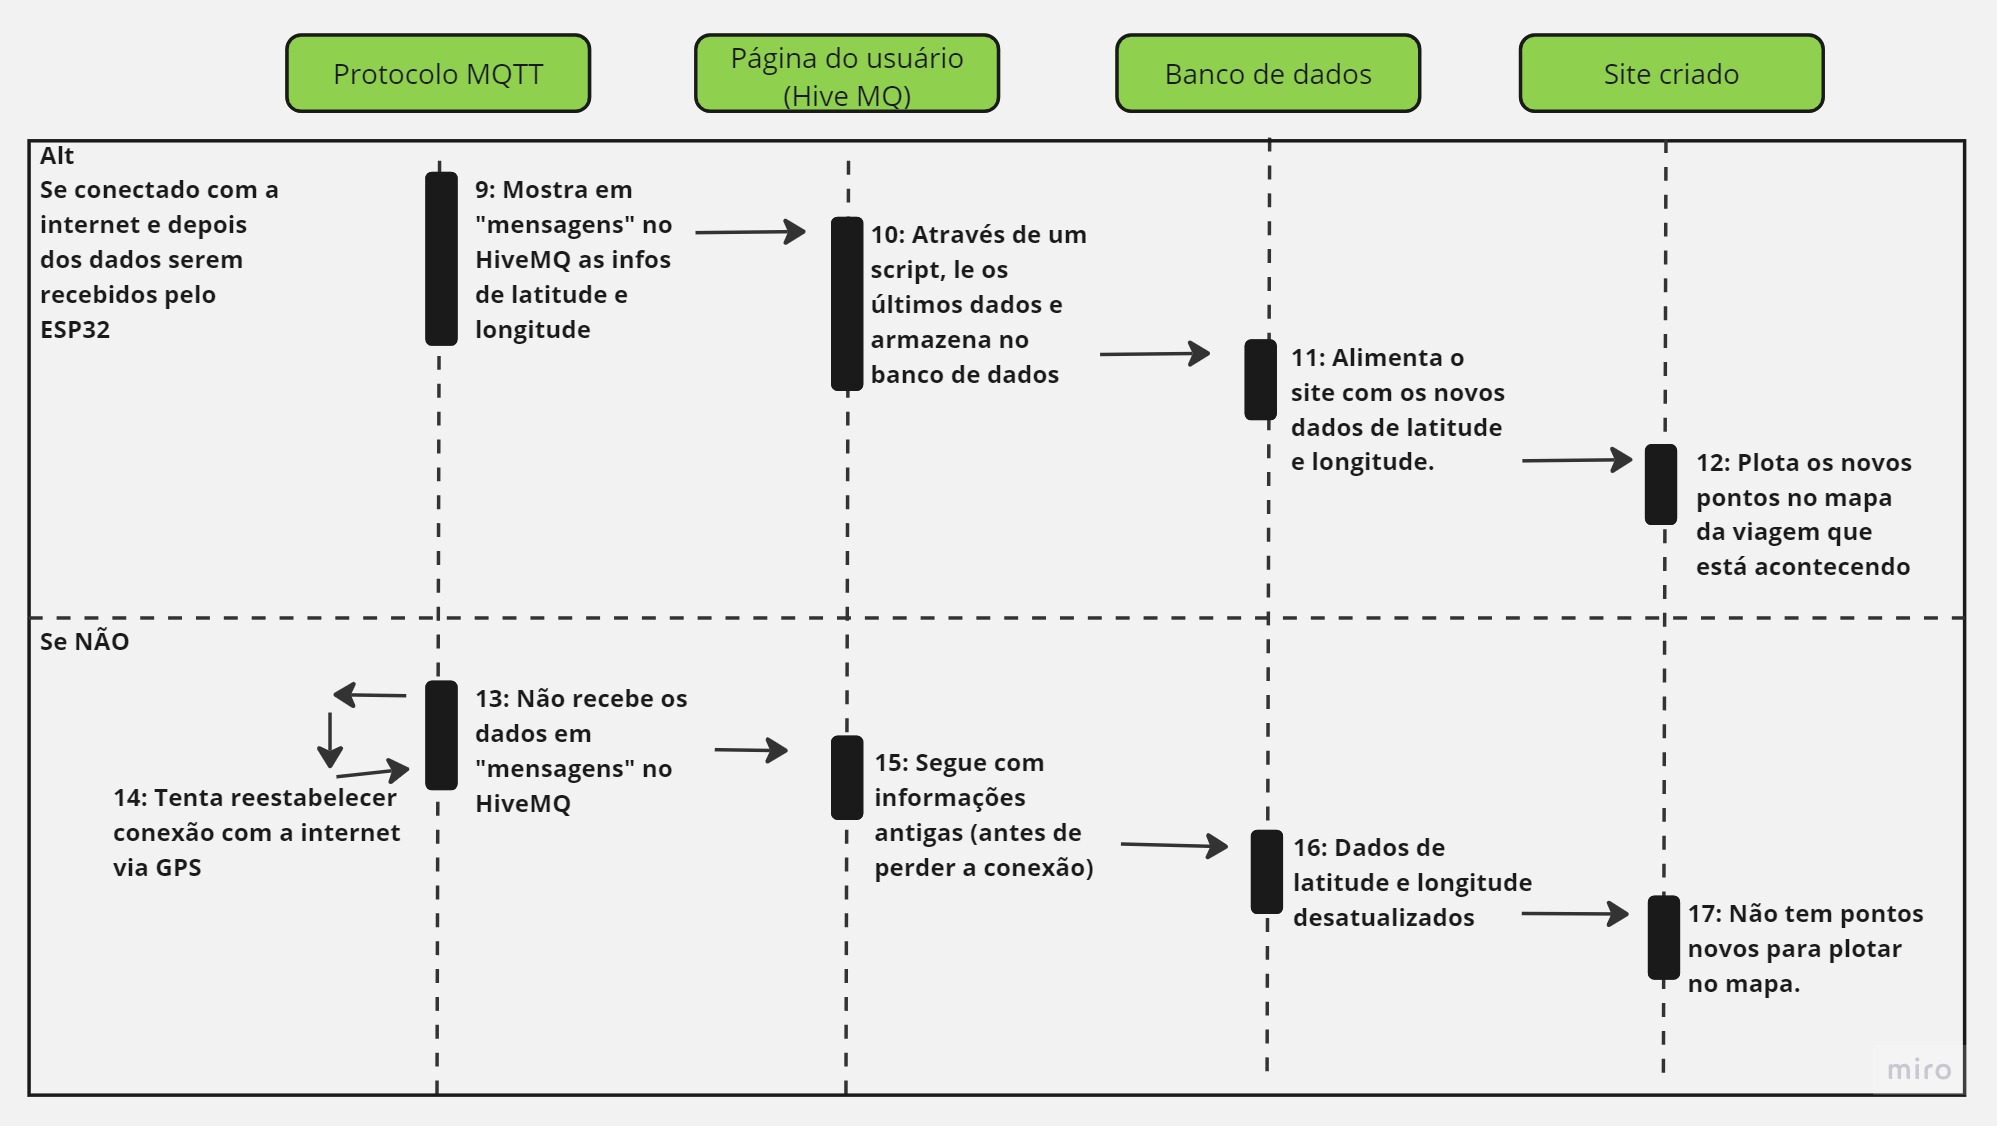 Protocolo MQTT
Página do usuário
(Hive MQ)
Banco de dados
Site criado
Alt
Se conectado com a
internet e depois
dos dados serem
recebidos pelo
ESP32
9: Mostra em
"mensagens" no
HiveMQ as infos
de latitude e
longitude
10: Através de um
script, le os
últimos dados e
armazena no
banco de dados
11: Alimenta o
site com os novos
dados de latitude
e longitude.
12: Plota os novos
pontos no mapa
da viagem que
está acontecendo
Se NÃO
13: Não recebe os
dados em
"mensagens" no
HiveMQ
14: Tenta reestabelecer
conexão com a internet
via GPS
15: Segue com
informações
antigas (antes de
perder a conexão)
16: Dados de
latitude e longitude
desatualizados
17: Não tem pontos
novos para plotar
no mapa.
miro